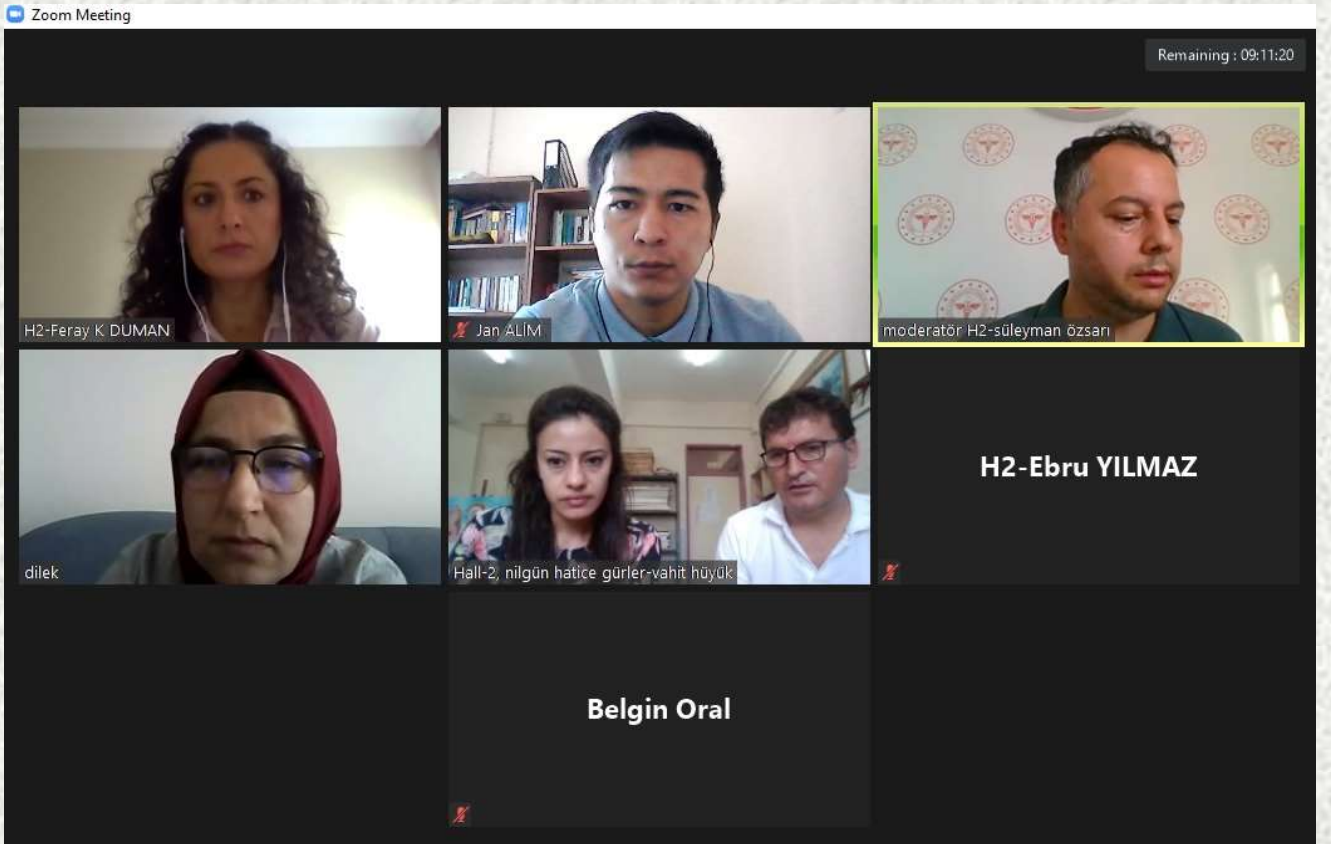 Zoom Meeting
Remaining : 09:11:20
H2-Feray K DUMAN
Jan ALİM
moderatör H2-süleyman özsarı
dilek
Hall-2, nilgün hatice gürler-vahit hüyük
H2-Ebru YILMAZ
Belgin Oral